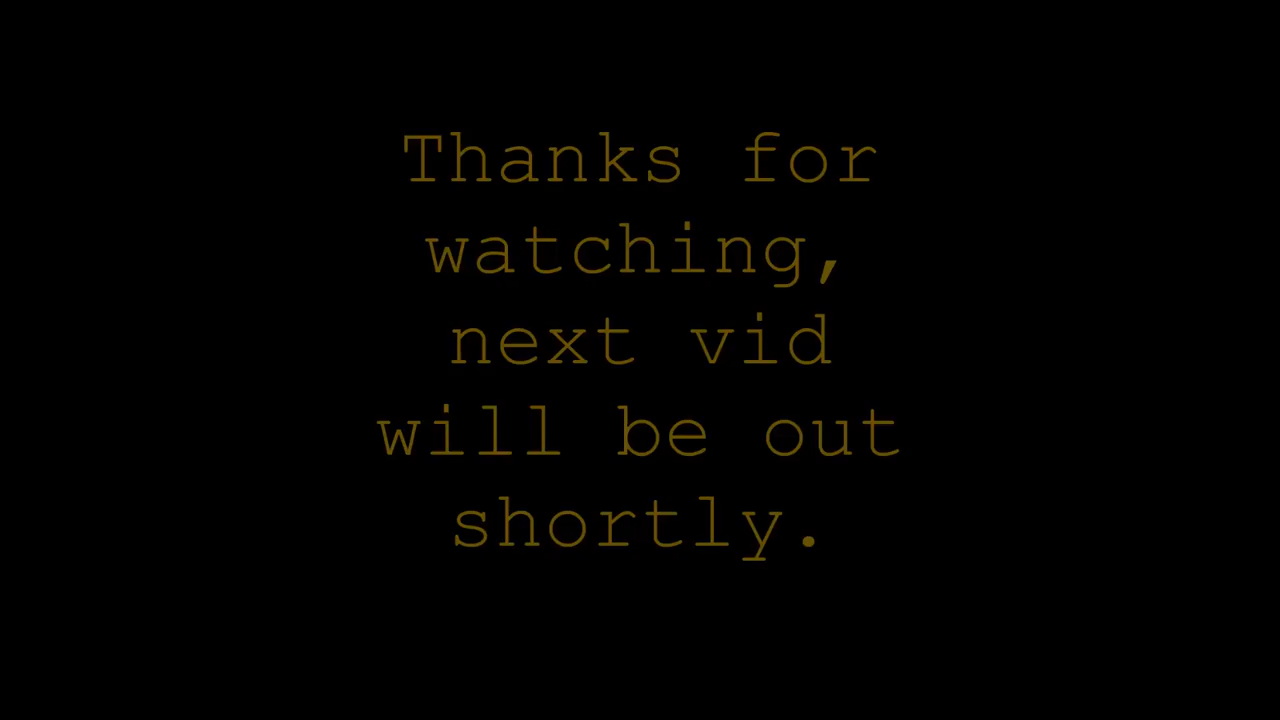 Thanks for
watching,
next vid
will be out
shortly.